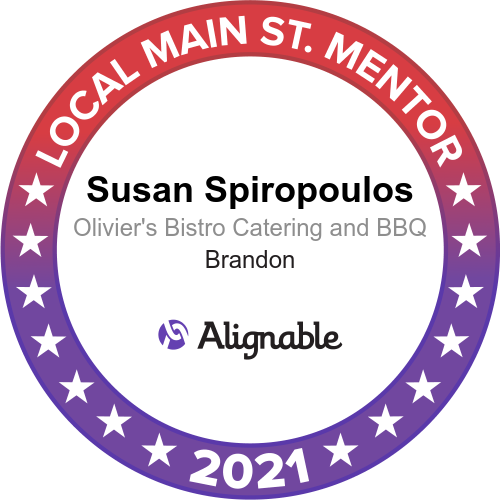 LOCAL MAIN ST. MENTOR
Susan Spiropoulos
Olivier's Bistro Catering and BBQ
Brandon
Alignable
2021